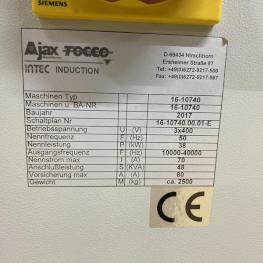 SIEMENS
Ajax TOCCO
INTEC INDUCTION
D-69434 Hirschhorn
Ersheimer Straße 67
Tel: +49(0)6272-9217-500
Fax: +49(0)6272-9217-597
Maschinen Typ 16-10740
Maschinen u. BA-NR. 16-10740
Baujahr 2017
Schaltplan Nr 16-10740.00.01-E
Betriebsspannung U (V) 3x400
Nennfrequenz F (Hz) 50
Nennleistung P (kW) 38
Ausgangsfrequenz F (Hz) 10000-40000
Nennstrom max I (A) 70
Anschlußleistung S (KVA) 48
Vorsicherung max A (A) 80
Gewicht M (kg) ca. 2500
CE